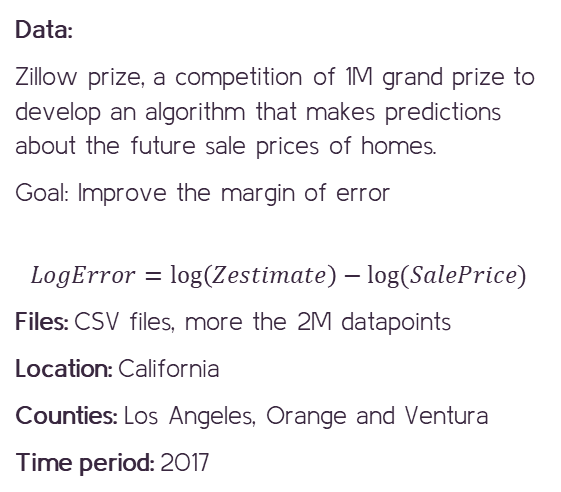 Data:
Zillow prize, a competition of 1M grand prize to
develop an algorithm that makes predictions
about the future sale prices of homes.
Goal: Improve the margin of error
LogError = log(Zestimate) − log(SalePrice)
Files: CSV files, more the 2M datapoints
Location: California
Counties: Los Angeles, Orange and Ventura
Time period: 2017